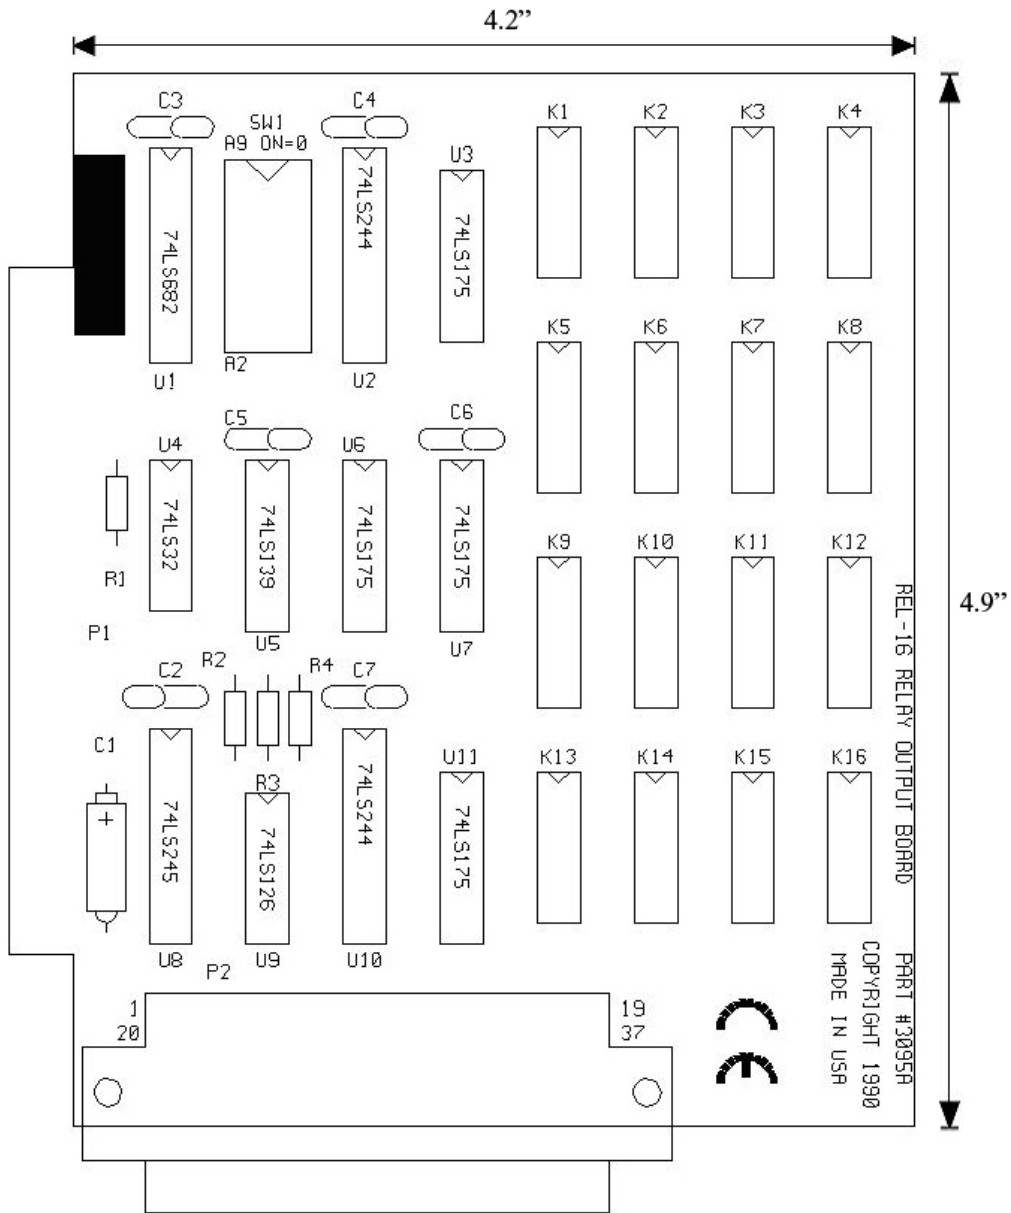 4.2”
C3
SW1
A9 ON=0
C4
U3
K1 K2 K3 K4
74LS682
74LS244
74LS175
U1
A2
U2
K5 K6 K7 K8
C5
C6
U4
U6
74LS32
74LS139
74LS175
74LS175
R1
P1
U5
U7
K9 K10 K11 K12
4.9”
REL-16 RELAY OUTPUT BOARD
C2
R2
R4
C7
C1
R3
U11
K13 K14 K15 K16
+
74LS245
74LS126
74LS244
74LS175
U8
P2
U9
U10
PART #3095A
COPYRIGHT 1990
MADE IN USA
1
20
19
37
CE